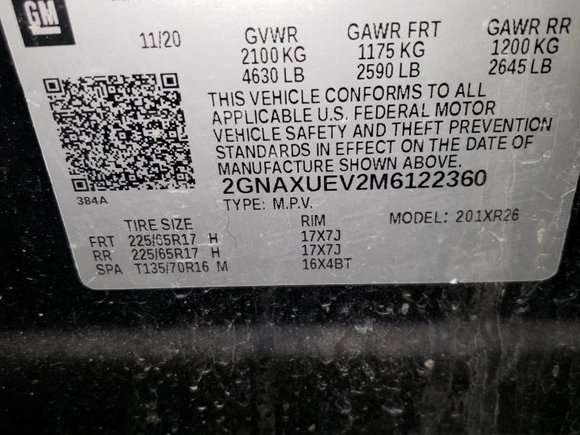 GM
11/20
GVWR GAWR FRT GAWR RR
2100 KG 1175 KG 1200 KG
4630 LB 2590 LB 2645 LB
THIS VEHICLE CONFORMS TO ALL
APPLICABLE U.S. FEDERAL MOTOR
VEHICLE SAFETY AND THEFT PREVENTION
STANDARDS IN EFFECT ON THE DATE OF
MANUFACTURE SHOWN ABOVE.
384A
2GNAXUEV2M6122360
TYPE: M.P.V. MODEL: 201XR26
TIRE SIZE RIM
FRT 225/65R17 H 17X7J
RR 225/65R17 H 17X7J
SPA T135/70R16 M 16X4BT